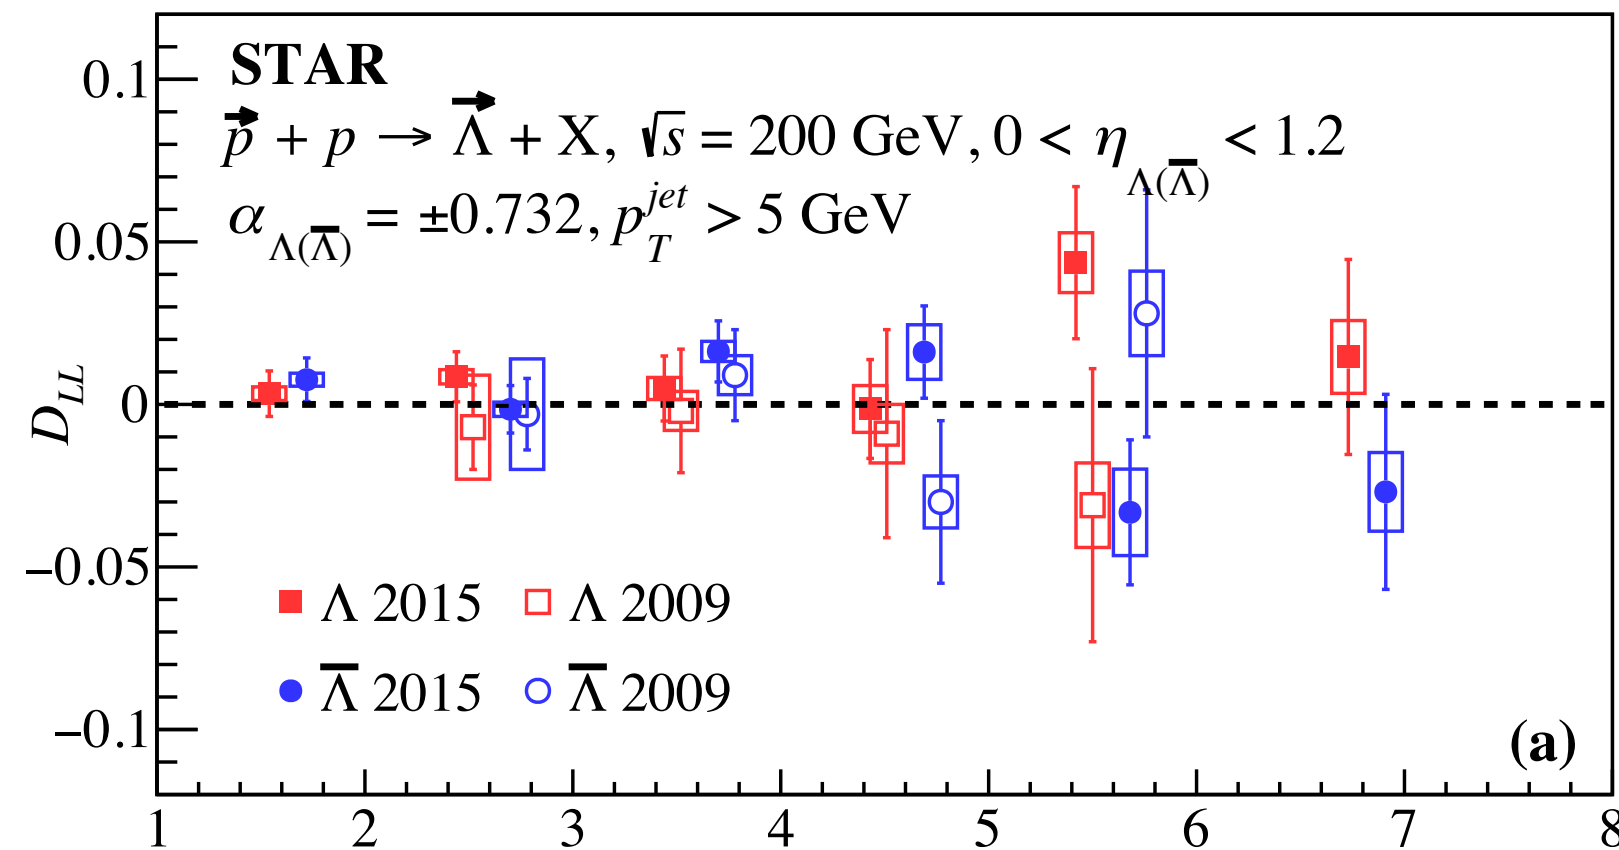 STAR
p⃗ + p → Λ⃗ + X, √s = 200 GeV, 0 < η_Λ(Λ̅) < 1.2
α_Λ(Λ̅) = ±0.732, p_T^jet > 5 GeV
0.1
0.05
0
−0.05
−0.1
D_LL
Λ 2015 Λ 2009
Λ̅ 2015 Λ̅ 2009
(a)
1 2 3 4 5 6 7 8